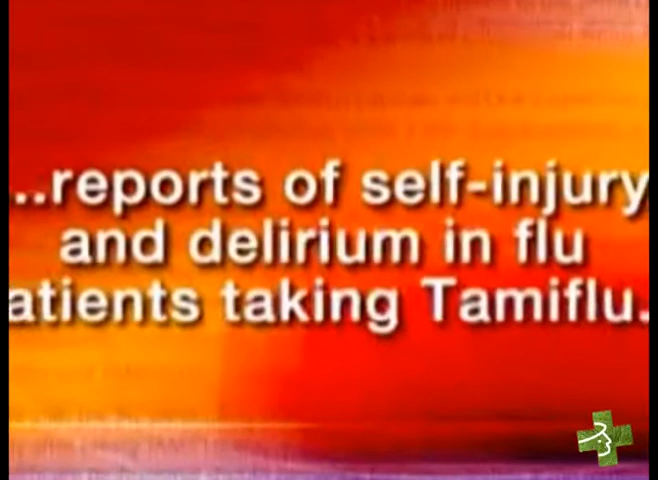 ..reports of self-injury
and delirium in flu
atients taking Tamiflu.